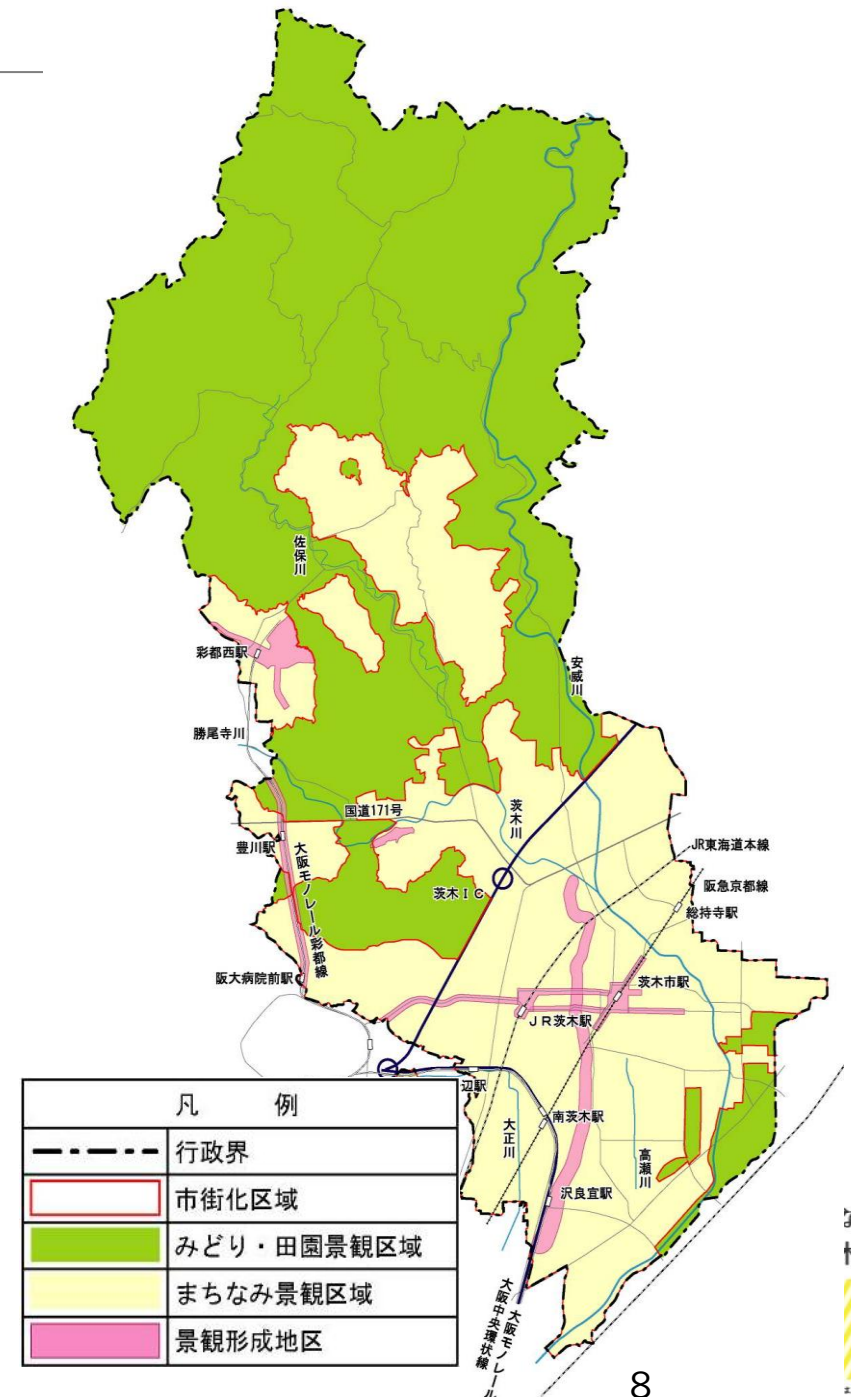 佐保川
彩都西駅
安威川
勝尾寺川
国道171号
茨木川
豊川駅
大阪モノレール彩都線
茨木IC
JR東海道本線
阪急京都線
総持寺駅
阪大病院前駅
茨木市駅
JR茨木駅
辺駅
南茨木駅
大正川
高瀬川
沢良宜駅
大阪モノレール
大阪中央環状線
凡 例
行政界
市街化区域
みどり・田園景観区域
まちなみ景観区域
景観形成地区
8